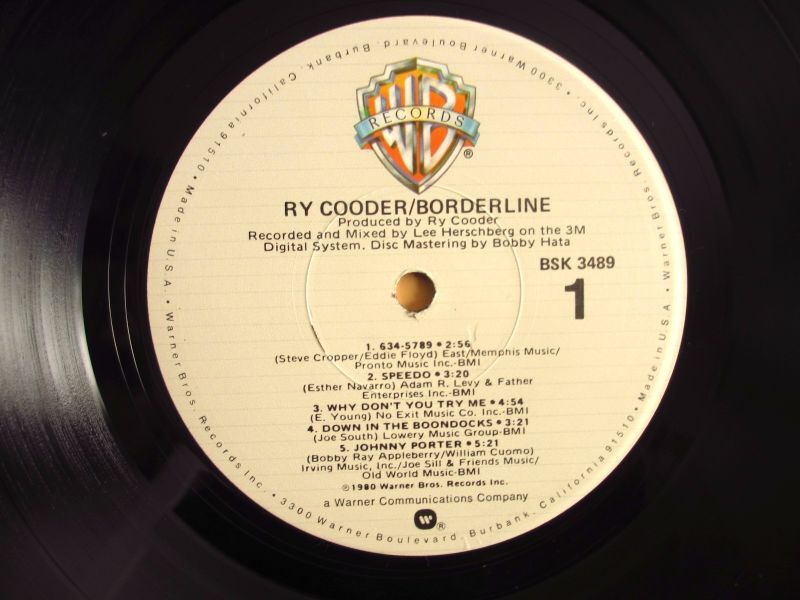 WB
RECORDS
®
RY COODER/BORDERLINE
Produced by Ry Cooder
Recorded and Mixed by Lee Herschberg on the 3M
Digital System. Disc Mastering by Bobby Hata
BSK 3489
1
1. 634-5789 • 2:56
(Steve Cropper/Eddie Floyd) East/Memphis Music/
Pronto Music Inc.-BMI
2. SPEEDO • 3:20
(Esther Navarro) Adam R. Levy & Father
Enterprises Inc.-BMI
3. WHY DON'T YOU TRY ME • 4:54
(E. Young) No Exit Music Co. Inc.-BMI
4. DOWN IN THE BOONDOCKS • 3:21
(Joe South) Lowery Music Group-BMI
5. JOHNNY PORTER • 5:21
(Bobby Ray Appleberry/William Cuomo)
Irving Music, Inc./Joe Sill & Friends Music/
Old World Music-BMI
℗1980 Warner Bros. Records Inc.
a Warner Communications Company
W®
Made in U.S.A. • Warner Bros. Records Inc. • 3300 Warner Boulevard, Burbank, California 91510 • Made in U.S.A. • Warner Bros. Records Inc. • 3300 Warner Boulevard, Burbank, California 91510 •